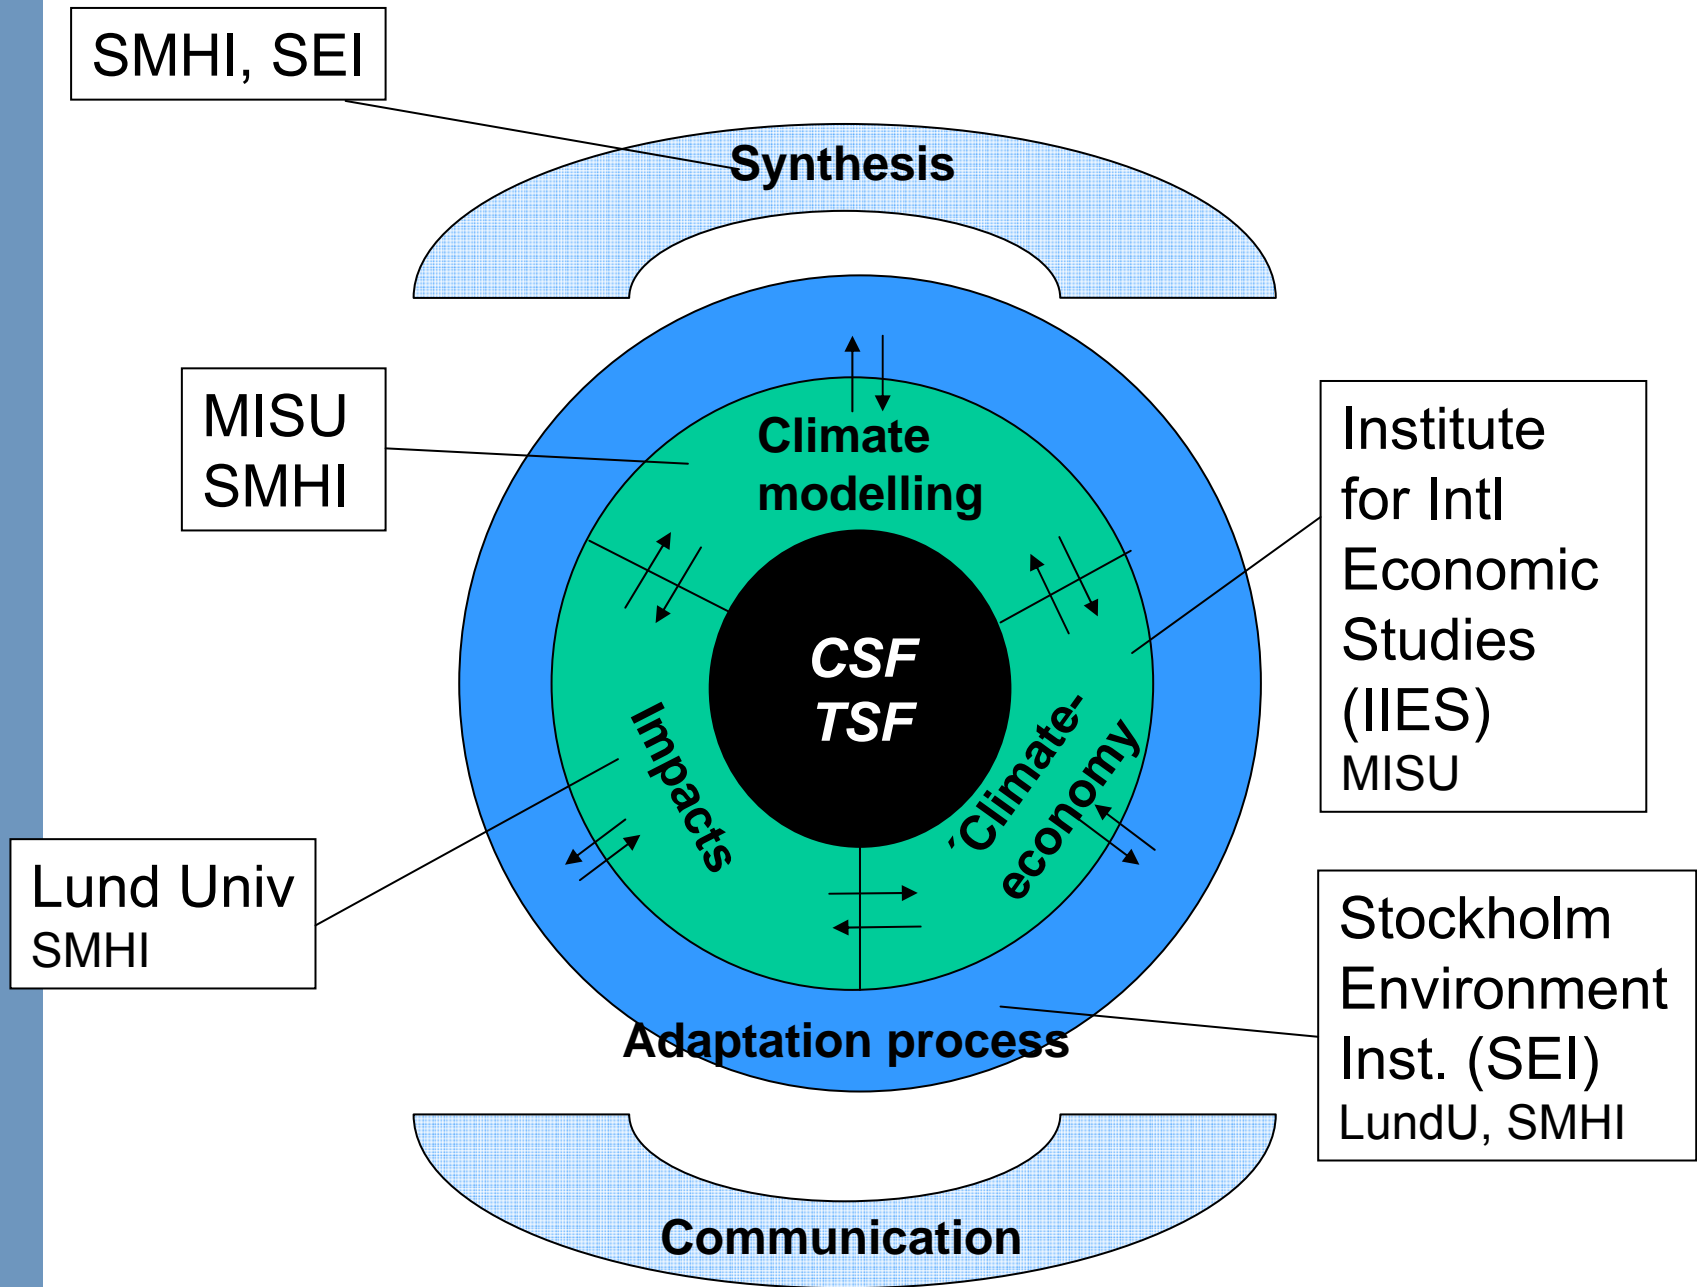 SMHI, SEI
Synthesis
MISU
SMHI
Climate
modelling
Institute
for Intl
Economic
Studies
(IIES)
MISU
CSF
TSF
Impacts
´Climate-
economy
Lund Univ
SMHI
Stockholm
Environment
Inst. (SEI)
LundU, SMHI
Adaptation process
Communication